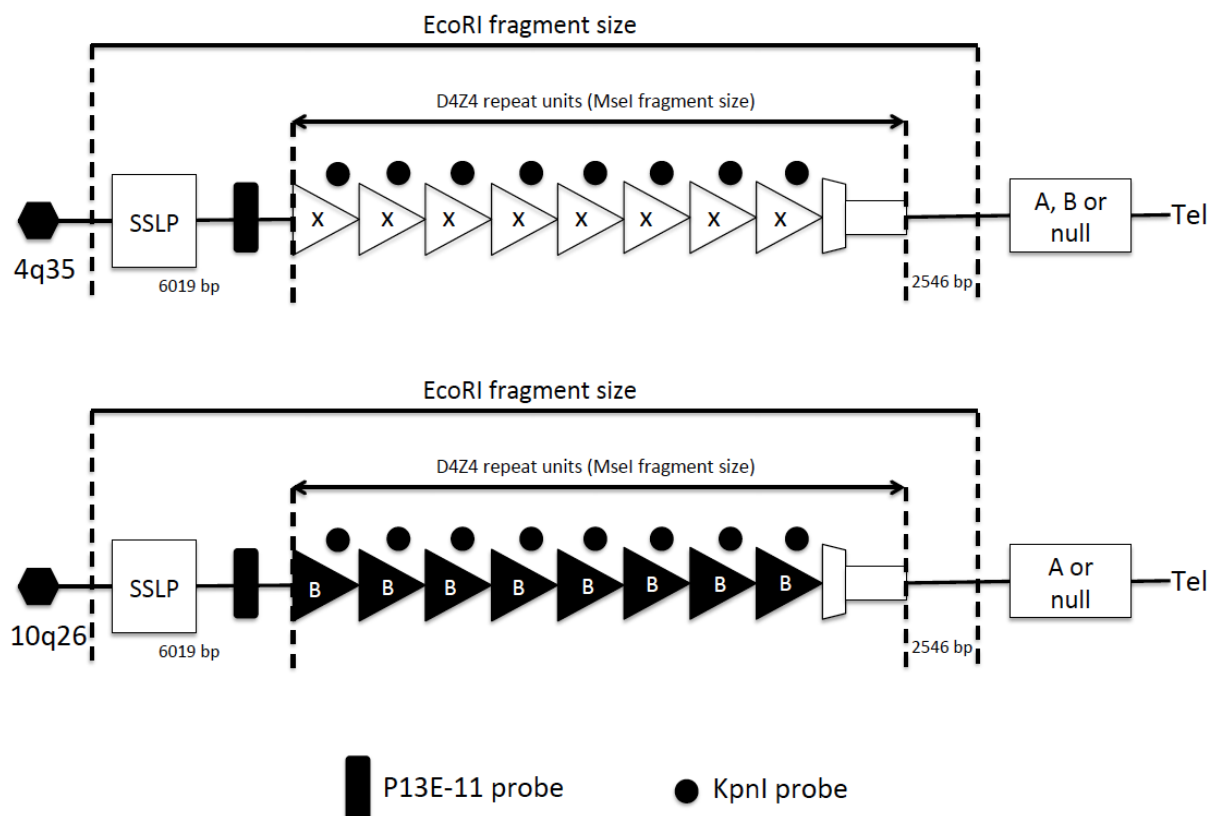 EcoRI fragment size
D4Z4 repeat units (MseI fragment size)
SSLP
X X X X X X X X
A, B or
null
Tel
4q35
6019 bp
2546 bp
EcoRI fragment size
D4Z4 repeat units (MseI fragment size)
SSLP
B B B B B B B B
A or
null
Tel
10q26
6019 bp
2546 bp
P13E-11 probe
KpnI probe